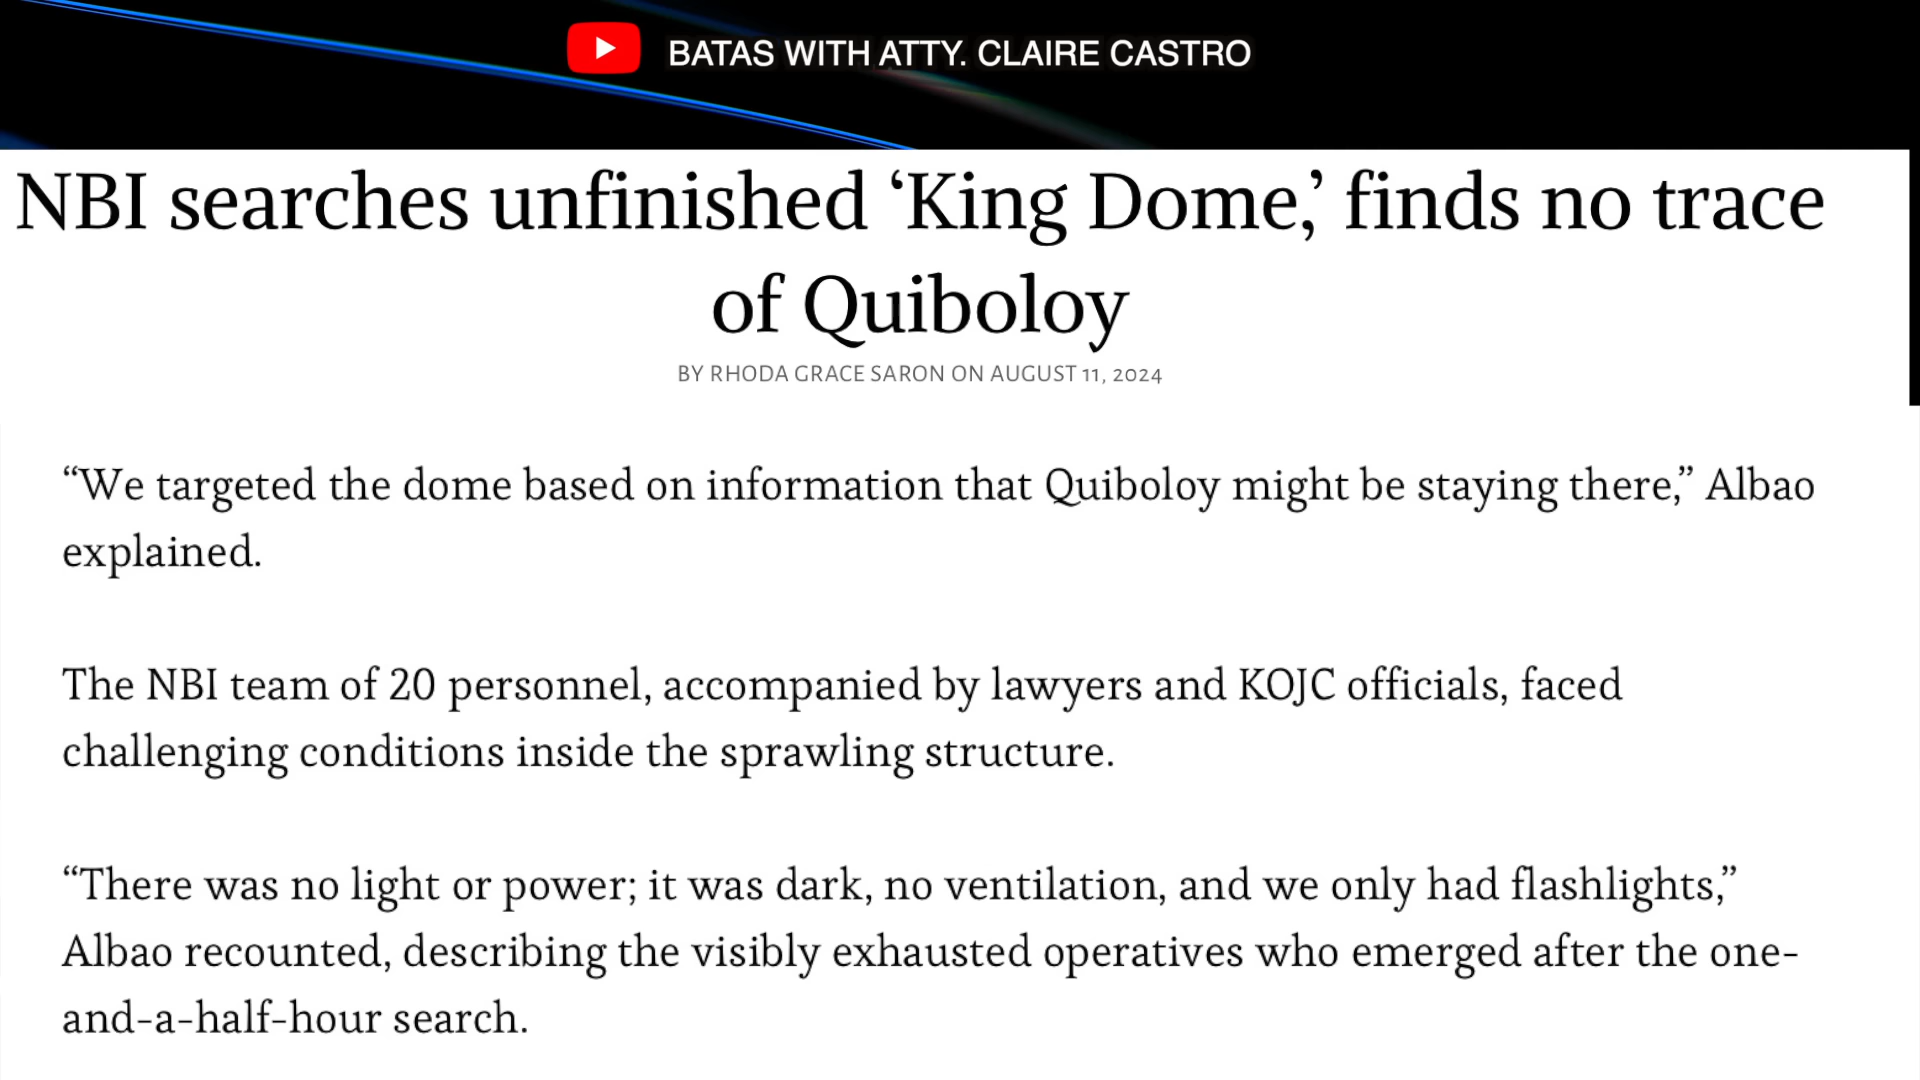 BATAS WITH ATTY. CLAIRE CASTRO
NBI searches unfinished ‘King Dome,’ finds no trace
of Quiboloy
BY RHODA GRACE SARON ON AUGUST 11, 2024
“We targeted the dome based on information that Quiboloy might be staying there,” Albao
explained.
The NBI team of 20 personnel, accompanied by lawyers and KOJC officials, faced
challenging conditions inside the sprawling structure.
“There was no light or power; it was dark, no ventilation, and we only had flashlights,”
Albao recounted, describing the visibly exhausted operatives who emerged after the one-
and-a-half-hour search.